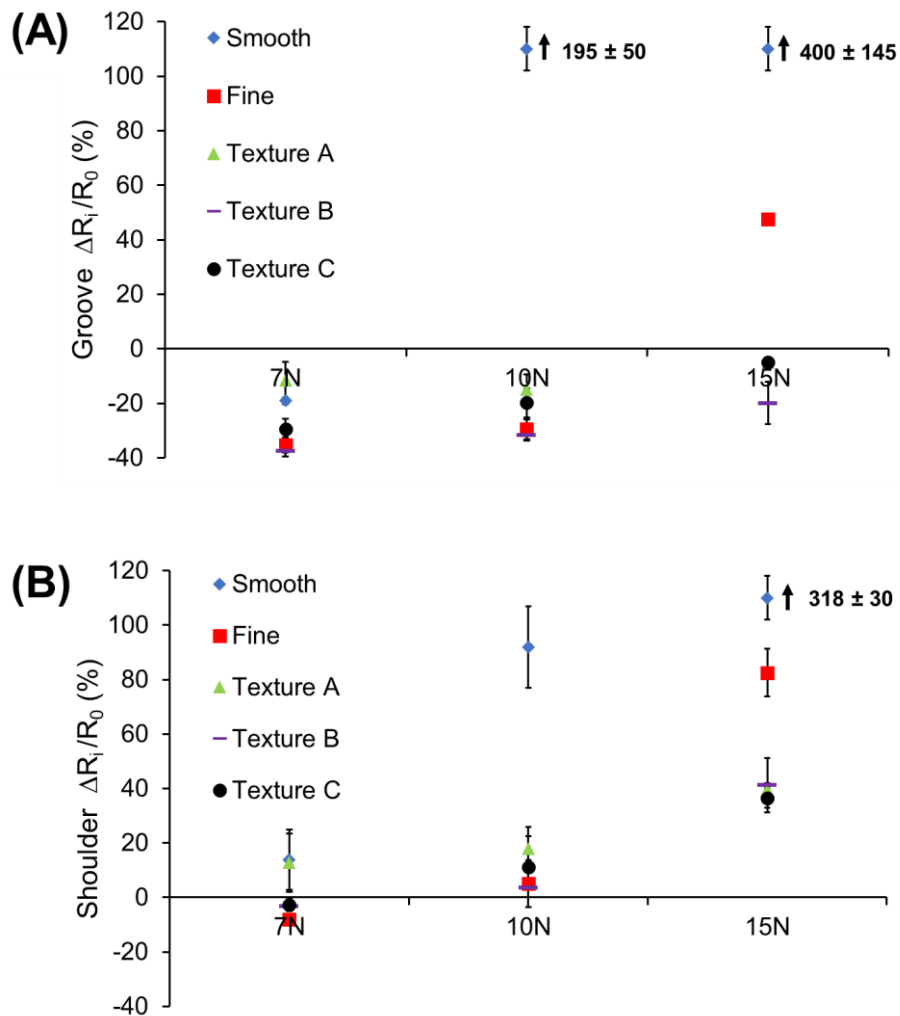 (A)
120
100
80
60
40
20
0
-20
-40
Groove ΔRi/R0 (%)
Smooth
Fine
Texture A
Texture B
Texture C
195 ± 50
400 ± 145
7N
10N
15N
(B)
120
100
80
60
40
20
0
-20
-40
Shoulder ΔRi/R0 (%)
Smooth
Fine
Texture A
Texture B
Texture C
318 ± 30
7N
10N
15N